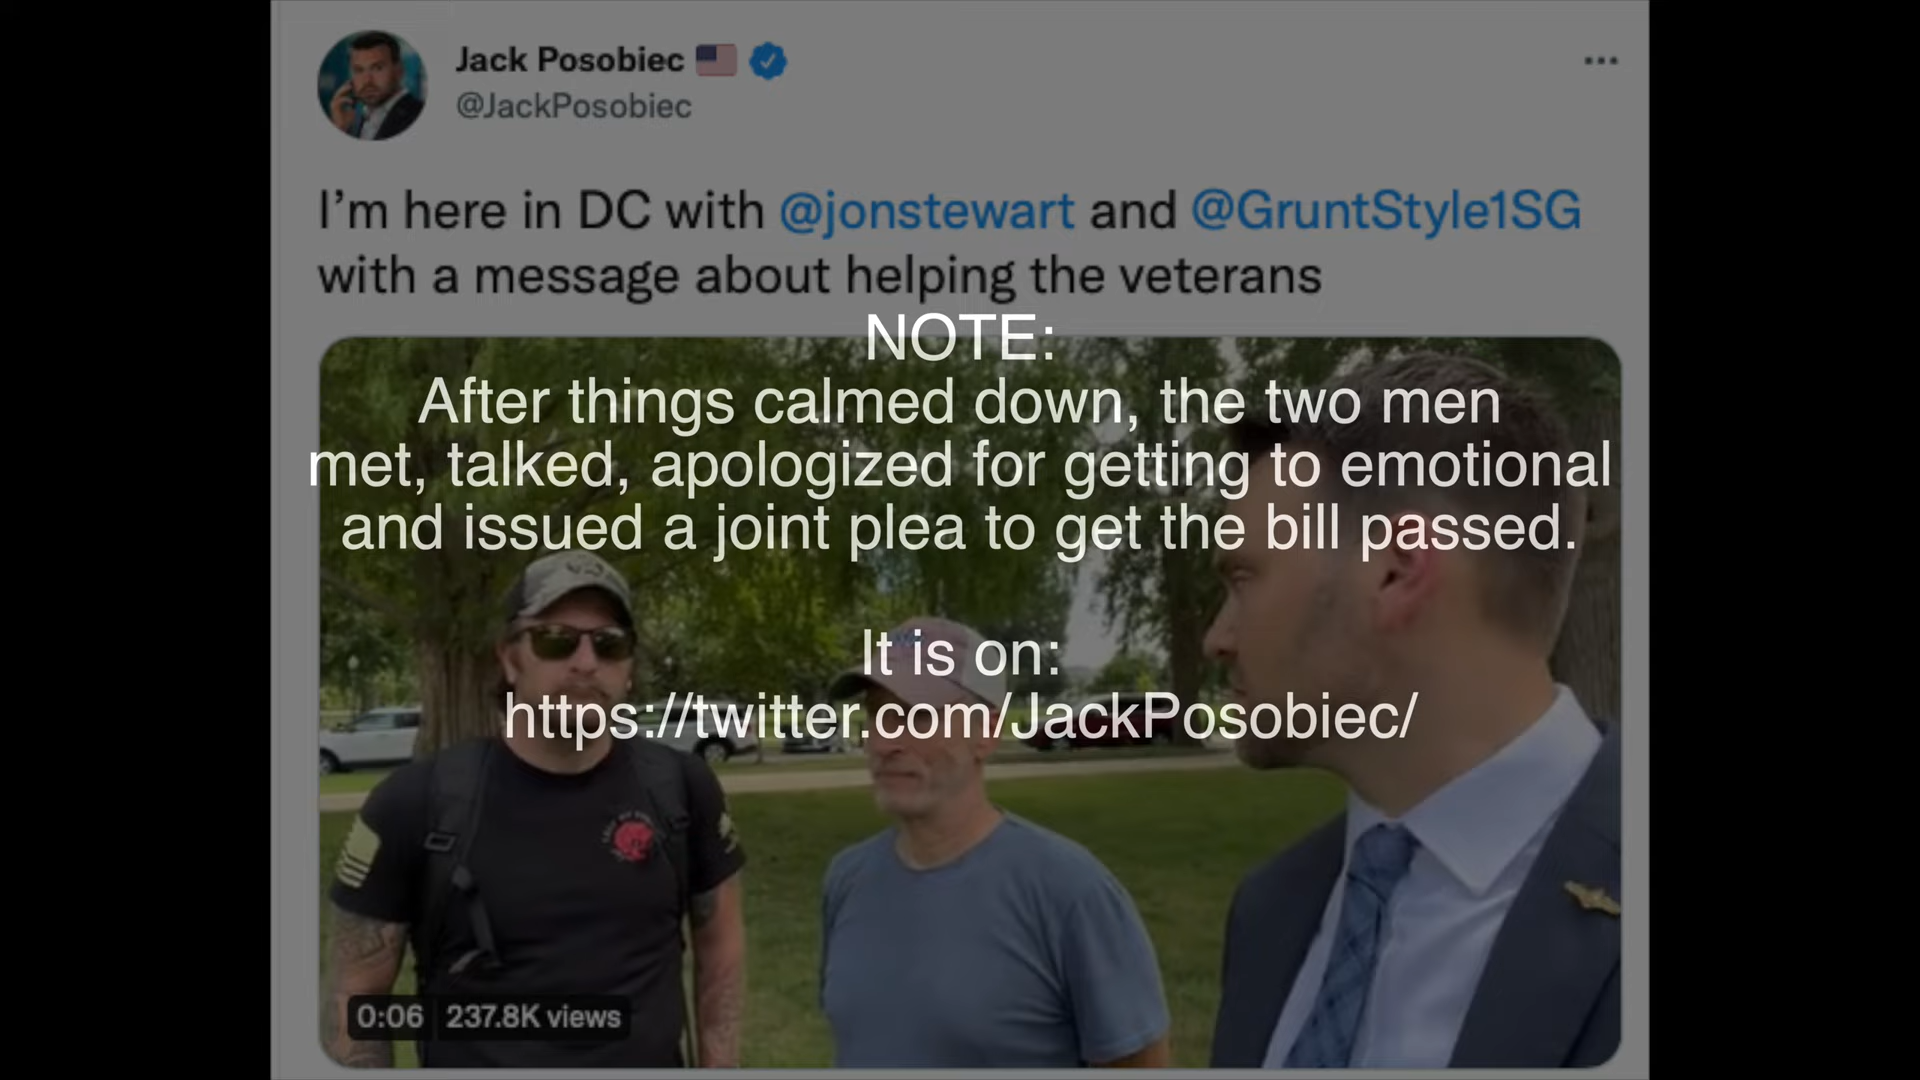 Jack Posobiec
@JackPosobiec
I'm here in DC with @jonstewart and @GruntStyle1SG
with a message about helping the veterans
NOTE:
After things calmed down, the two men
met, talked, apologized for getting to emotional
and issued a joint plea to get the bill passed.
It is on:
https://twitter.com/JackPosobiec/
0:06 237.8K views